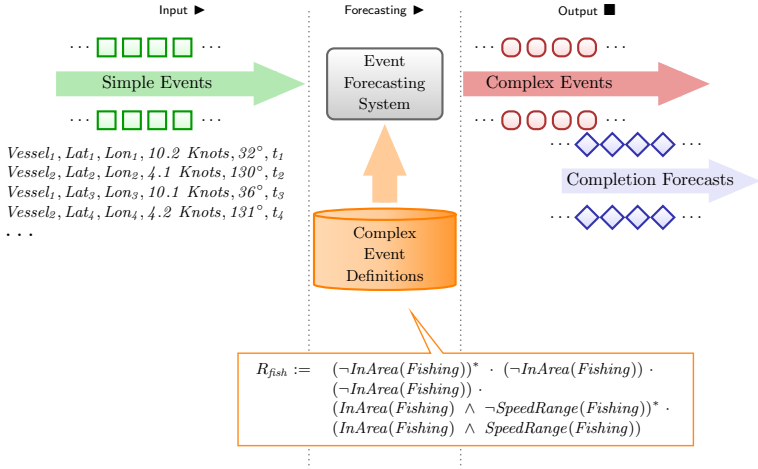 Input ▶
Forecasting ▶
Output ■
··· ···
Simple Events
··· ···
Vessel₁, Lat₁, Lon₁, 10.2 Knots, 32°, t₁
Vessel₂, Lat₂, Lon₂, 4.1 Knots, 130°, t₂
Vessel₁, Lat₃, Lon₃, 10.1 Knots, 36°, t₃
Vessel₂, Lat₄, Lon₄, 4.2 Knots, 131°, t₄
...
Event
Forecasting
System
Complex
Event
Definitions
··· ···
Complex Events
··· ···
··· ···
Completion Forecasts
··· ···
R_fish := (¬InArea(Fishing))* · (¬InArea(Fishing)) ·
(¬InArea(Fishing)) ·
(InArea(Fishing) ∧ ¬SpeedRange(Fishing))* ·
(InArea(Fishing) ∧ SpeedRange(Fishing))